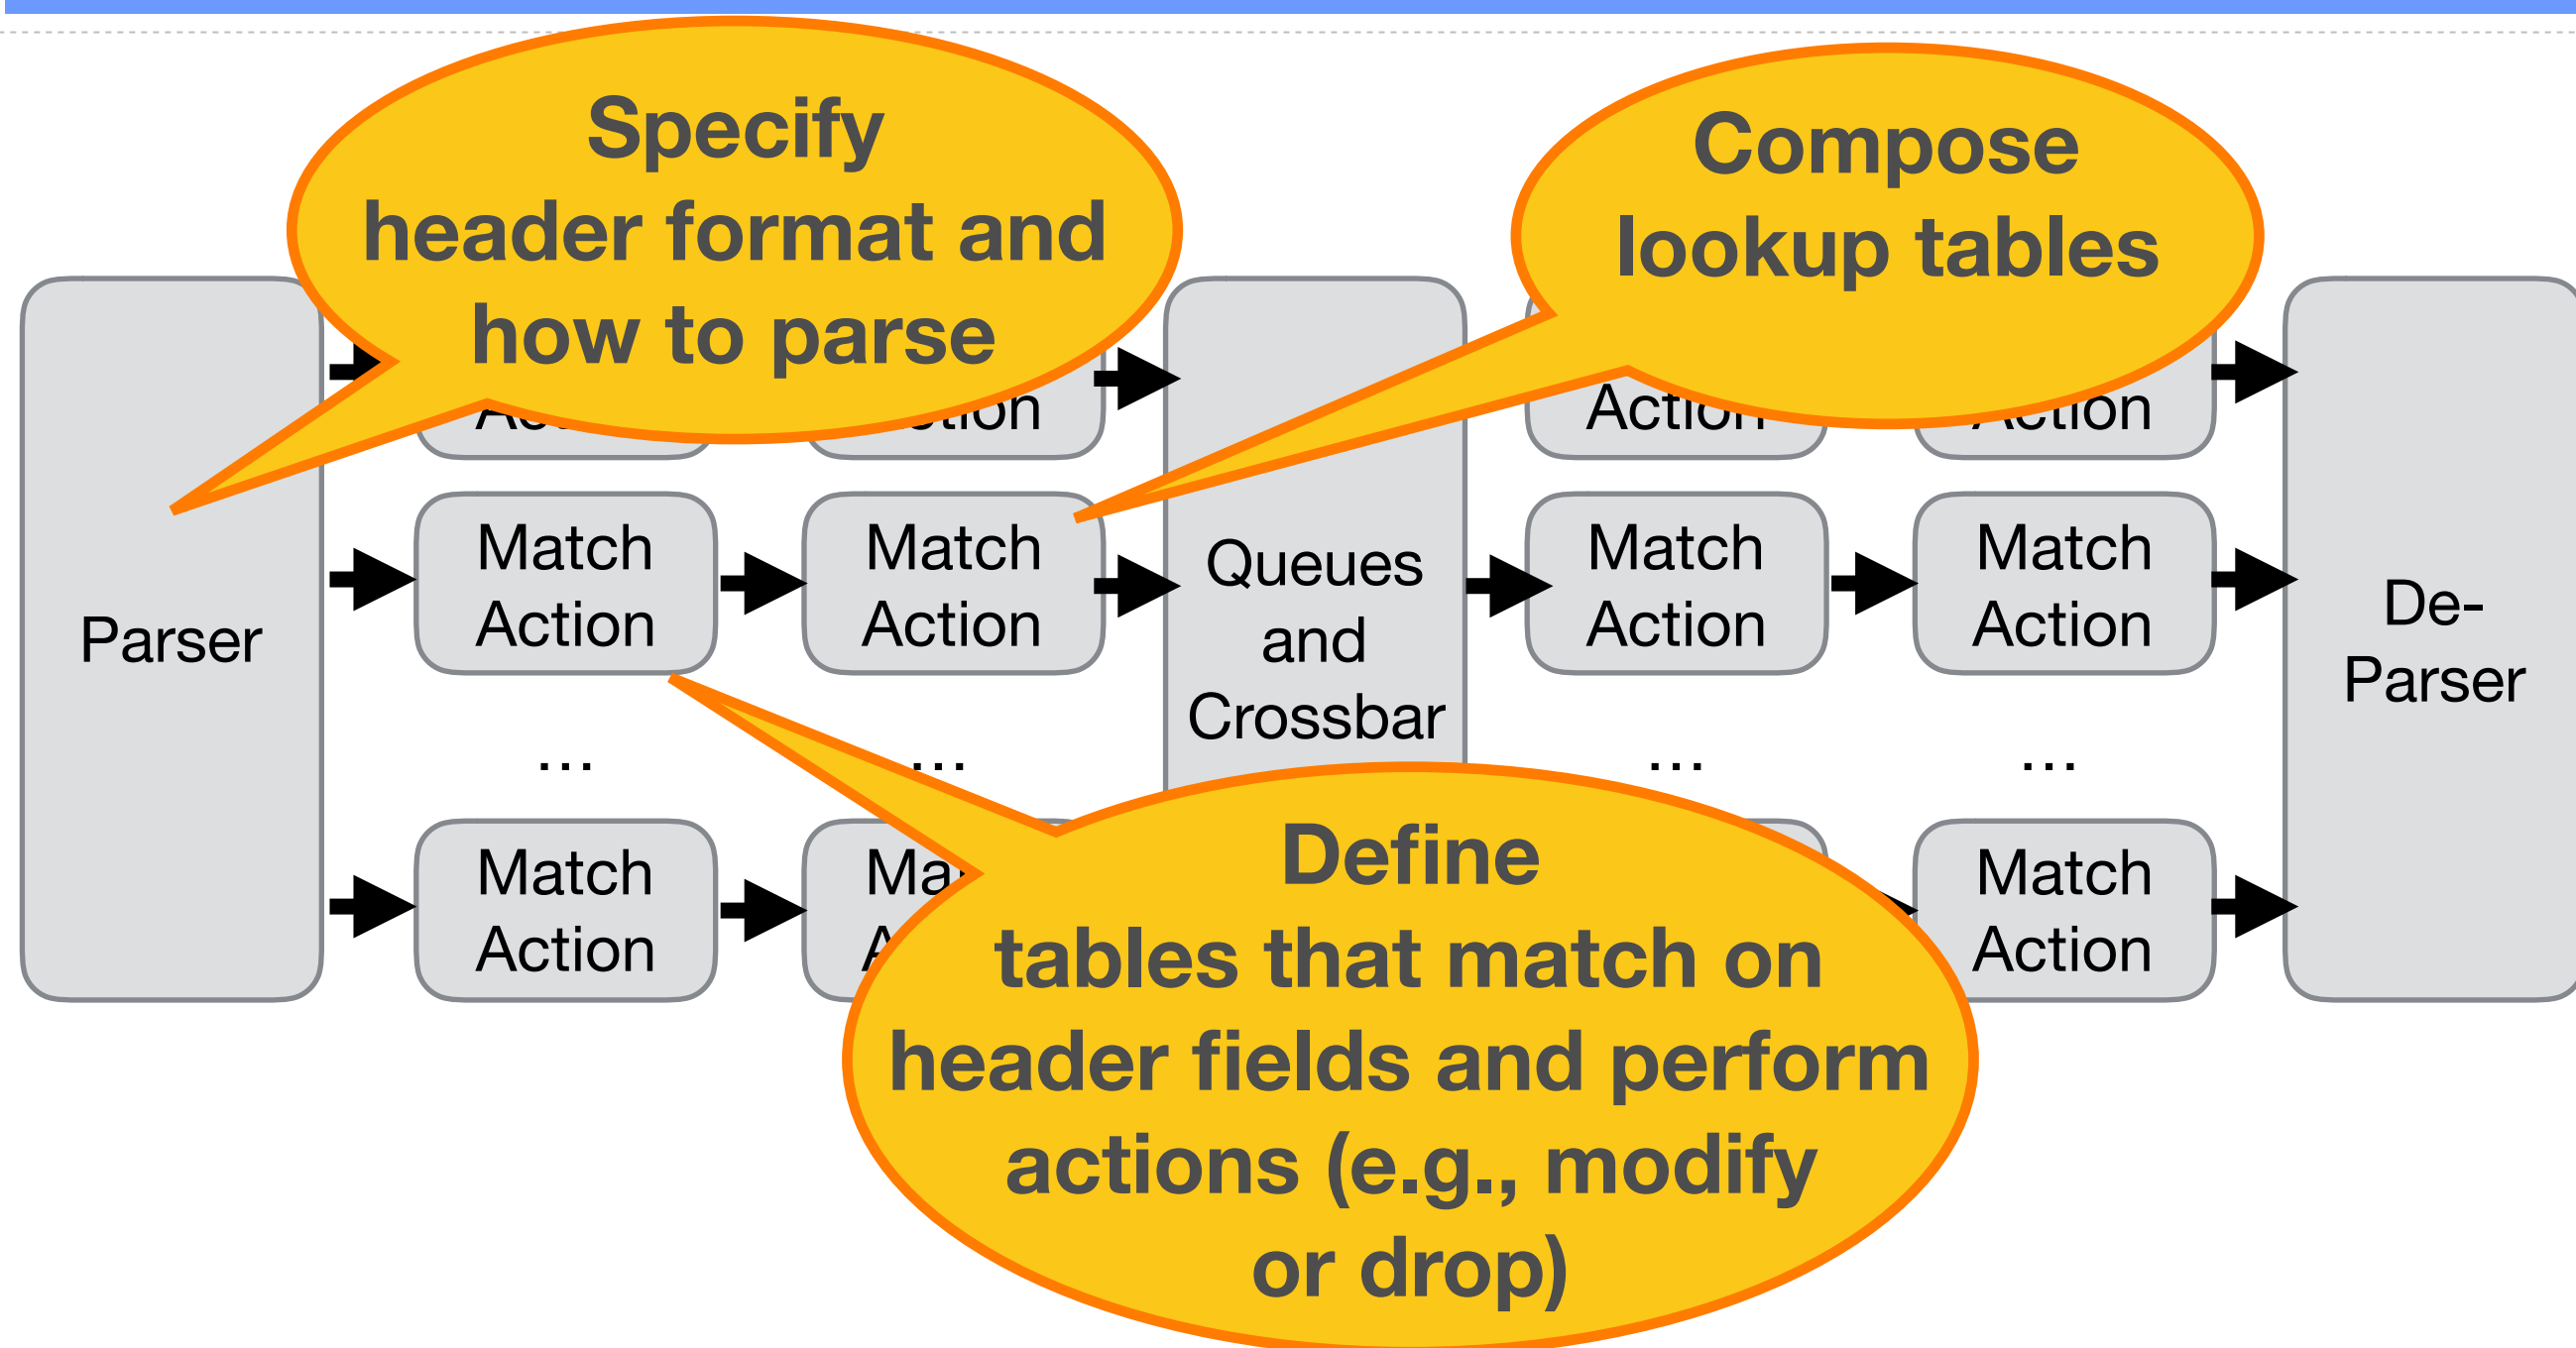 Specify
header format and
how to parse
Compose
lookup tables
Action
Action
Parser
Match
Action
Match
Action
Queues
and
Crossbar
Match
Action
Match
Action
De-
Parser
...
...
...
...
Match
Action
Match
Action
Define
tables that match on
header fields and perform
actions (e.g., modify
or drop)